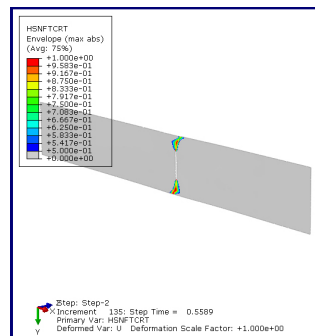 HSNFTCRT
Envelope (max abs)
(Avg: 75%)
+1.000e+00
+9.583e-01
+9.167e-01
+8.750e-01
+8.333e-01
+7.917e-01
+7.500e-01
+7.083e-01
+6.667e-01
+6.250e-01
+5.833e-01
+5.417e-01
+5.000e-01
+0.000e+00
Z
X
Y
Step: Step-2
Increment 135: Step Time = 0.5589
Primary Var: HSNFTCRT
Deformed Var: U Deformation Scale Factor: +1.000e+00